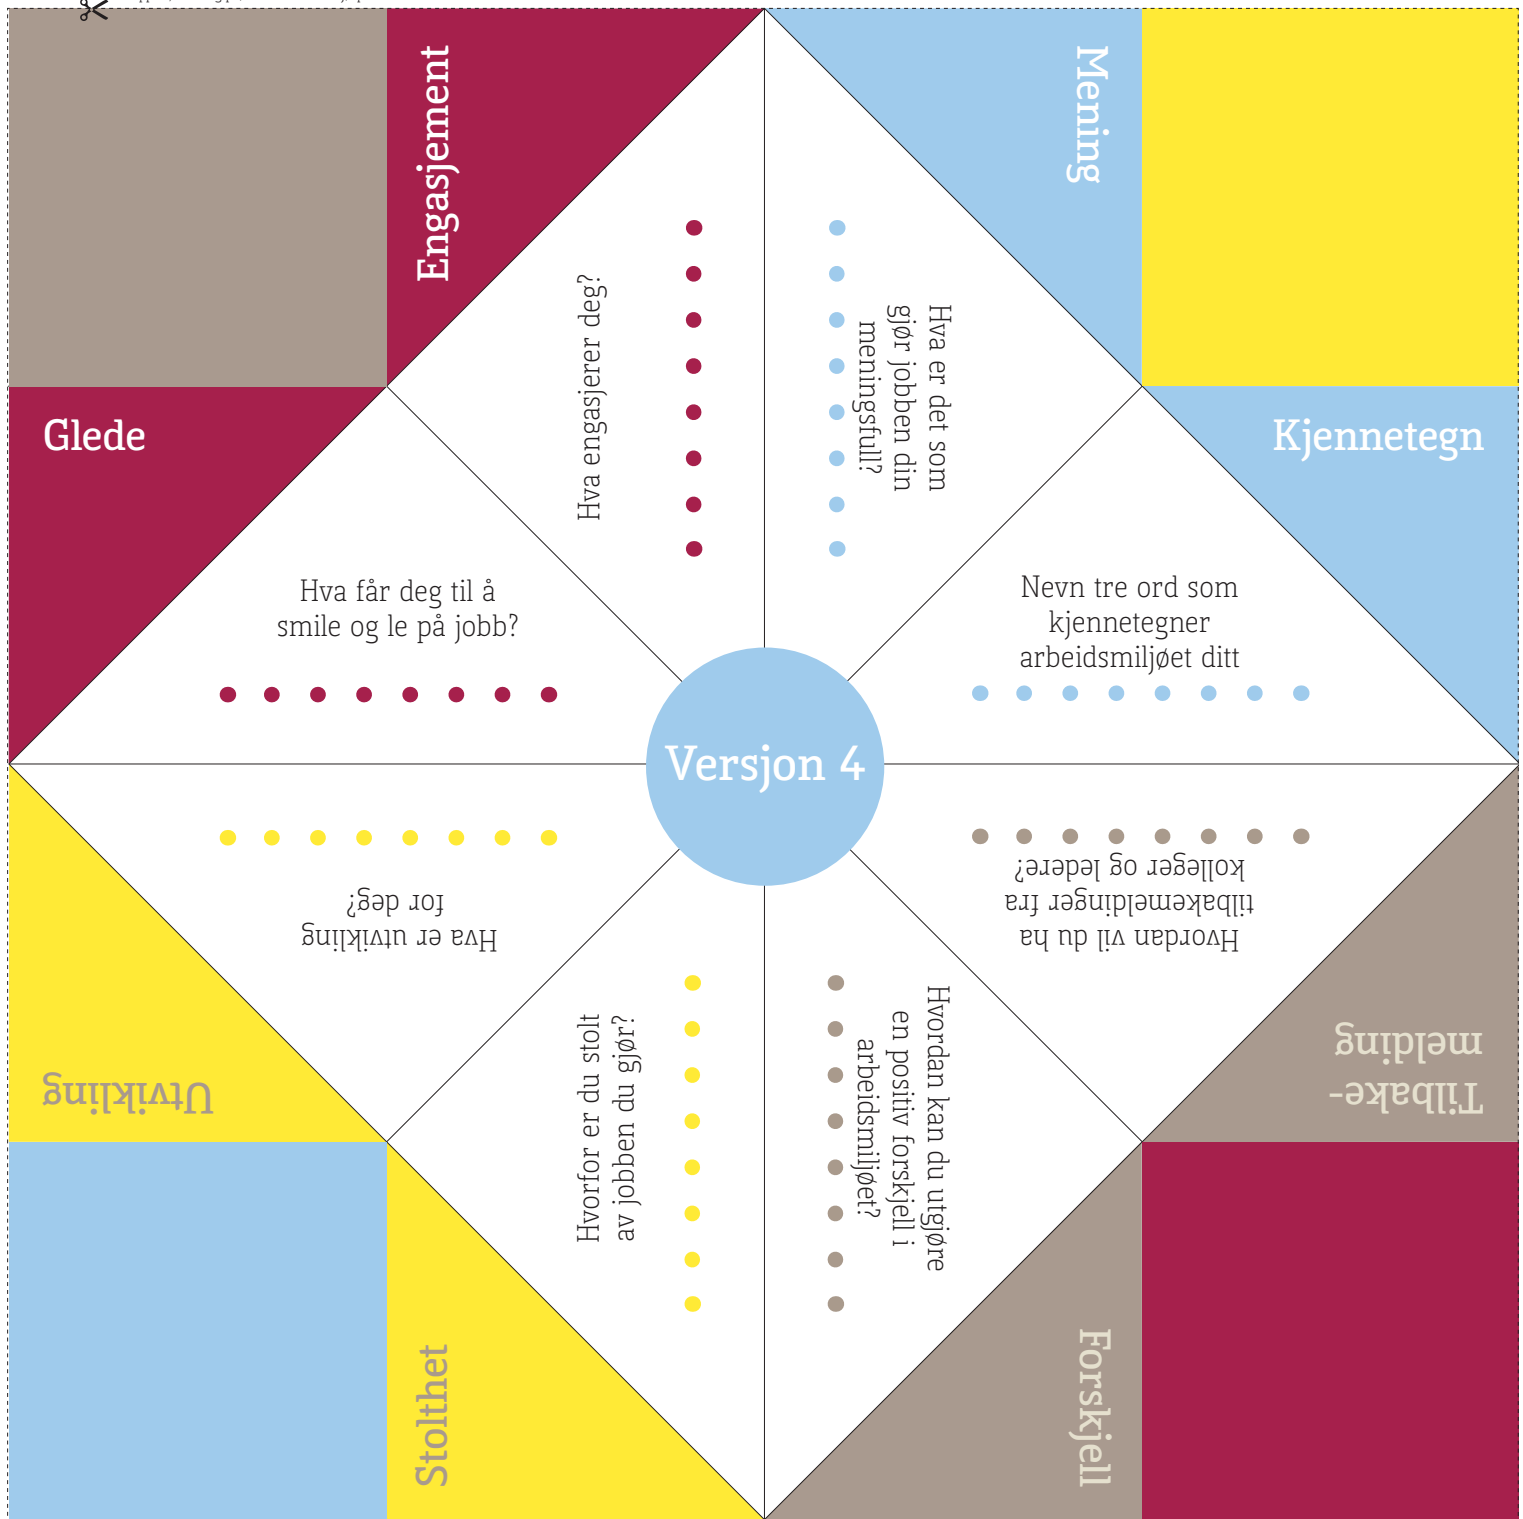 Engasjement
Mening
Glede
Kjennetegn
Hva engasjerer deg?
Hva er det som
gjør jobben din
meningsfull?
Hva får deg til å
smile og le på jobb?
Nevn tre ord som
kjennetegner
arbeidsmiljøet ditt
Versjon 4
Hva er utvikling
for deg?
Hvordan vil du ha
tilbakemeldinger fra
kolleger og ledere?
Hvorfor er du stolt
av jobben du gjør?
Hvordan kan du utgjøre
en positiv forskjell i
arbeidsmiljøet?
Utvikling
Tilbake-
melding
Stolthet
Forskjell